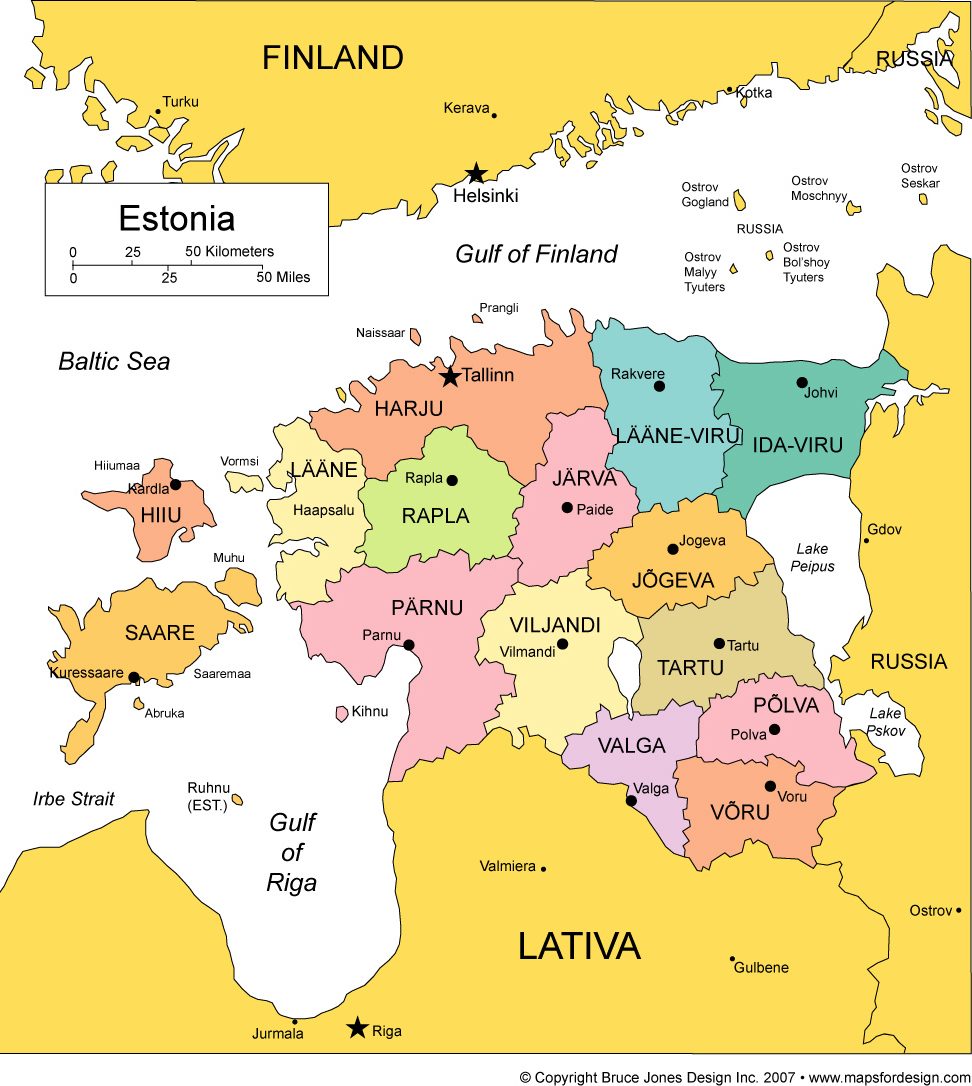 FINLAND
RUSSIA
Turku
Kerava
Kotka
Helsinki
Estonia
0 25 50 Kilometers
0 25 50 Miles
Gulf of Finland
Ostrov
Gogland
Ostrov
Moschnyy
Ostrov
Seskar
RUSSIA
Ostrov
Malyy
Tyuters
Ostrov
Bol'shoy
Tyuters
Baltic Sea
Naissaar
Prangli
Tallinn
HARJU
Rakvere
LÄÄNE-VIRU
Johvi
IDA-VIRU
Hiiumaa
Kardla
HIIU
Vormsi
LÄÄNE
Haapsalu
Rapla
RAPLA
JÄRVA
Paide
Jogeva
JÕGEVA
Lake
Peipus
Gdov
Muhu
SAARE
Kuressaare
Saaremaa
Abruka
PÄRNU
Parnu
Kihnu
VILJANDI
Vilmandi
Tartu
TARTU
RUSSIA
PÕLVA
Polva
Lake
Pskov
VALGA
Valga
Voru
VÕRU
Irbe Strait
Ruhnu
(EST.)
Gulf
of
Riga
Valmiera
LATIVA
Ostrov
Gulbene
Jurmala
Riga
© Copyright Bruce Jones Design Inc. 2007 • www.mapsfordesign.com